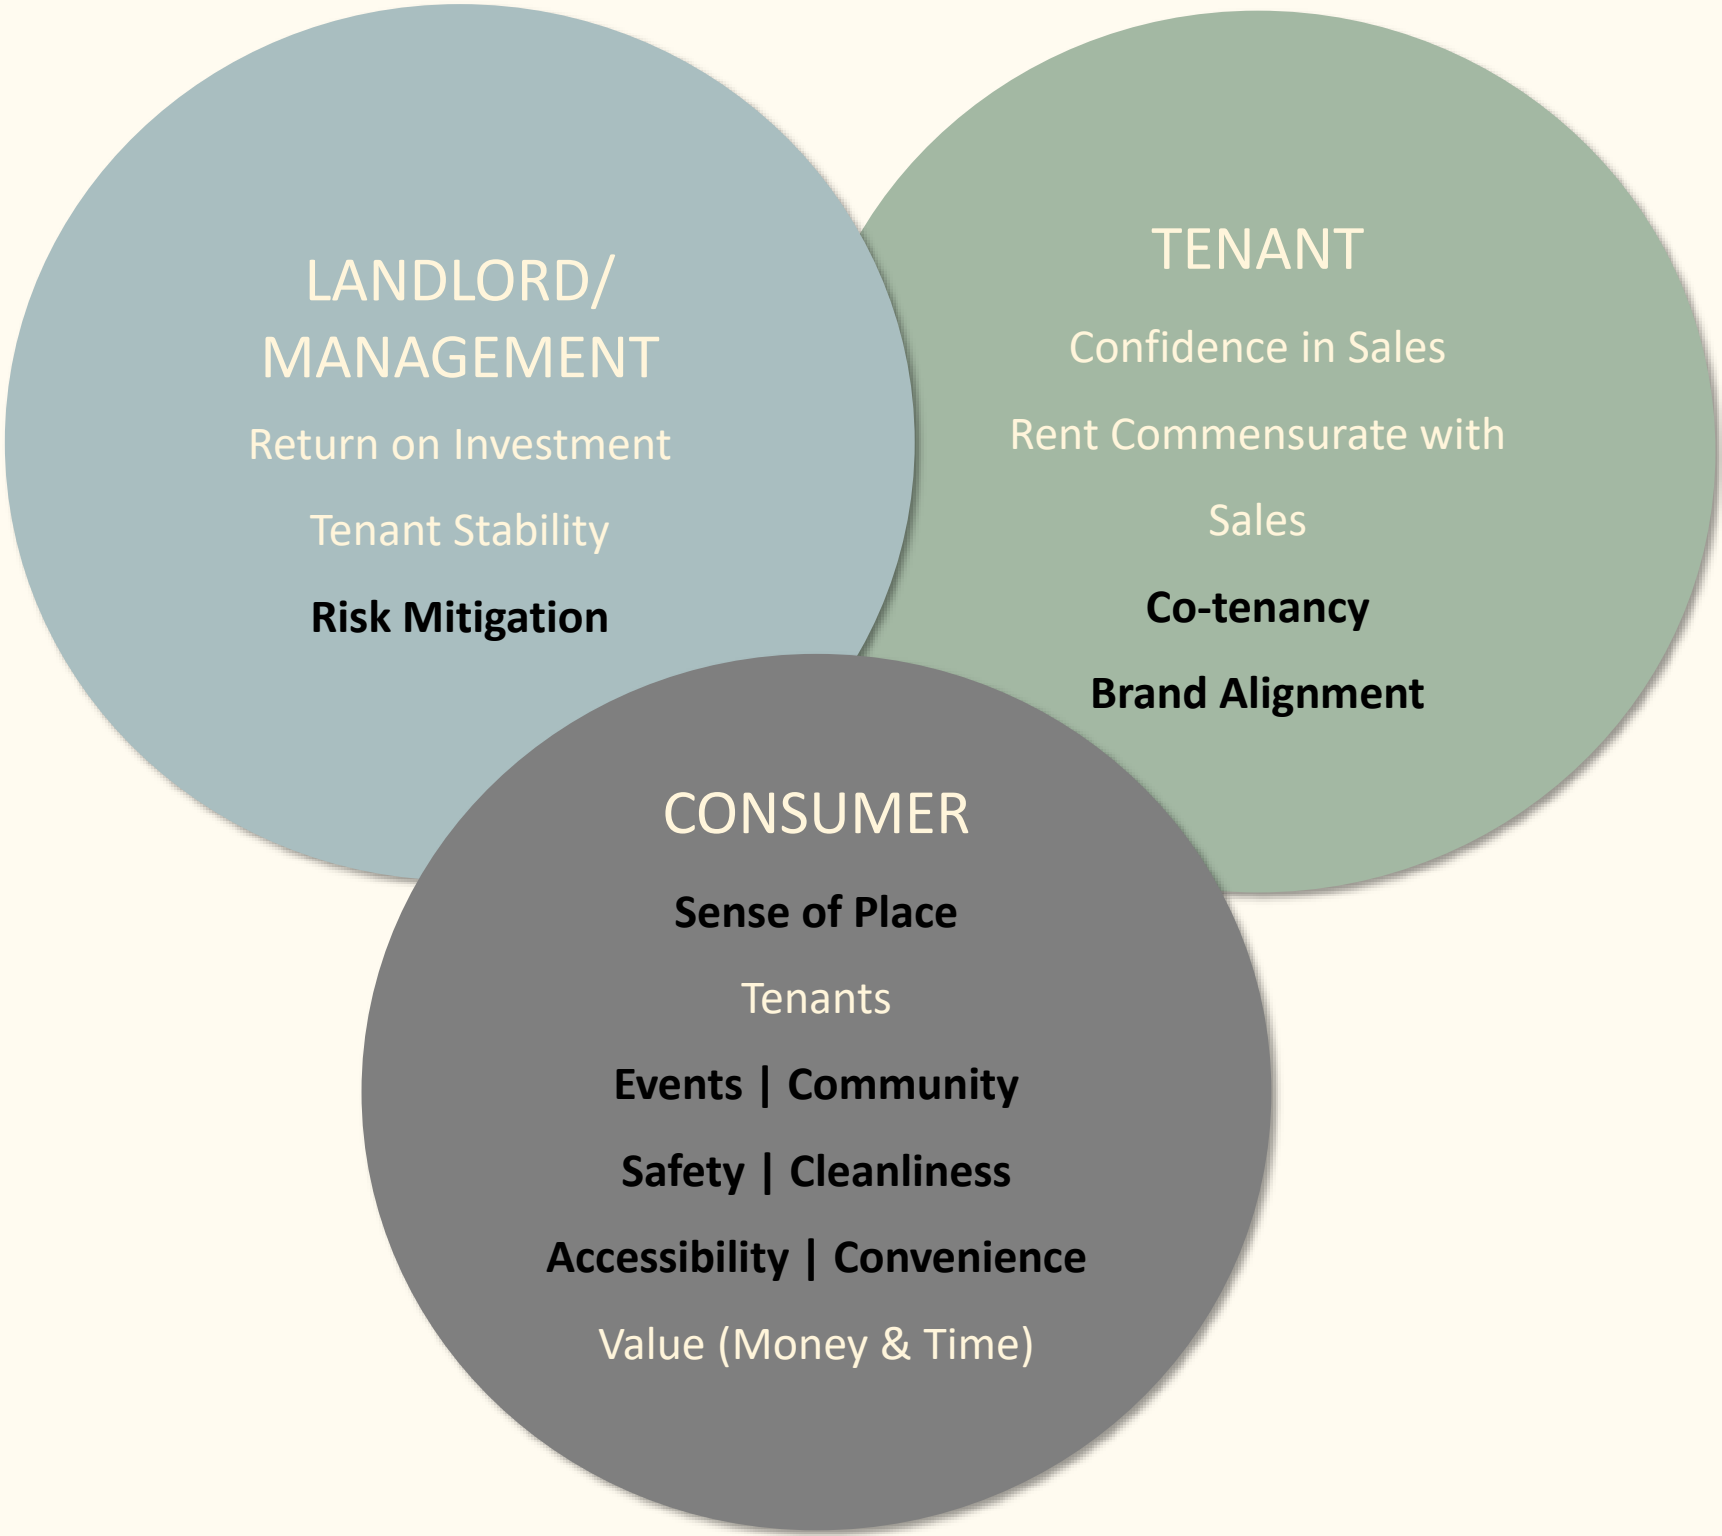 LANDLORD/
MANAGEMENT
Return on Investment
Tenant Stability
Risk Mitigation
TENANT
Confidence in Sales
Rent Commensurate with
Sales
Co-tenancy
Brand Alignment
CONSUMER
Sense of Place
Tenants
Events | Community
Safety | Cleanliness
Accessibility | Convenience
Value (Money & Time)